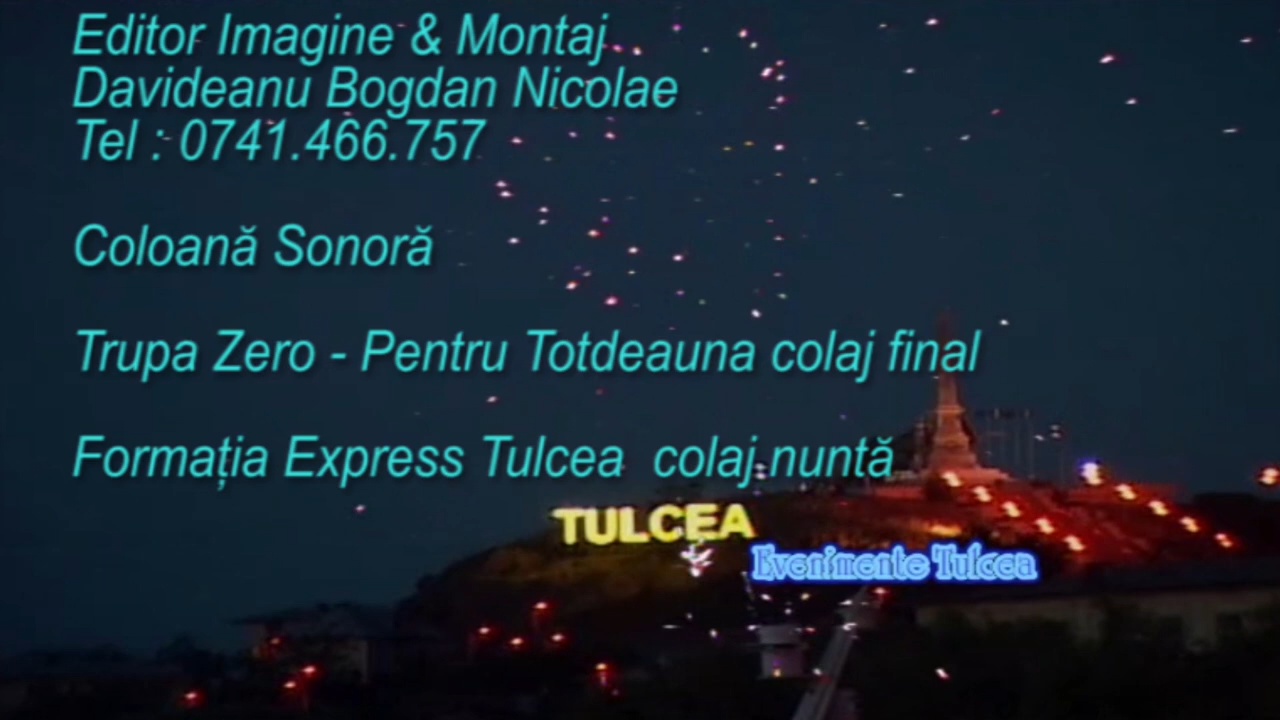 Editor Imagine & Montaj
Davideanu Bogdan Nicolae
Tel : 0741.466.757
Coloană Sonoră
Trupa Zero - Pentru Totdeauna colaj final
Formația Express Tulcea colaj nuntă
TULCEA
Evenimente Tulcea